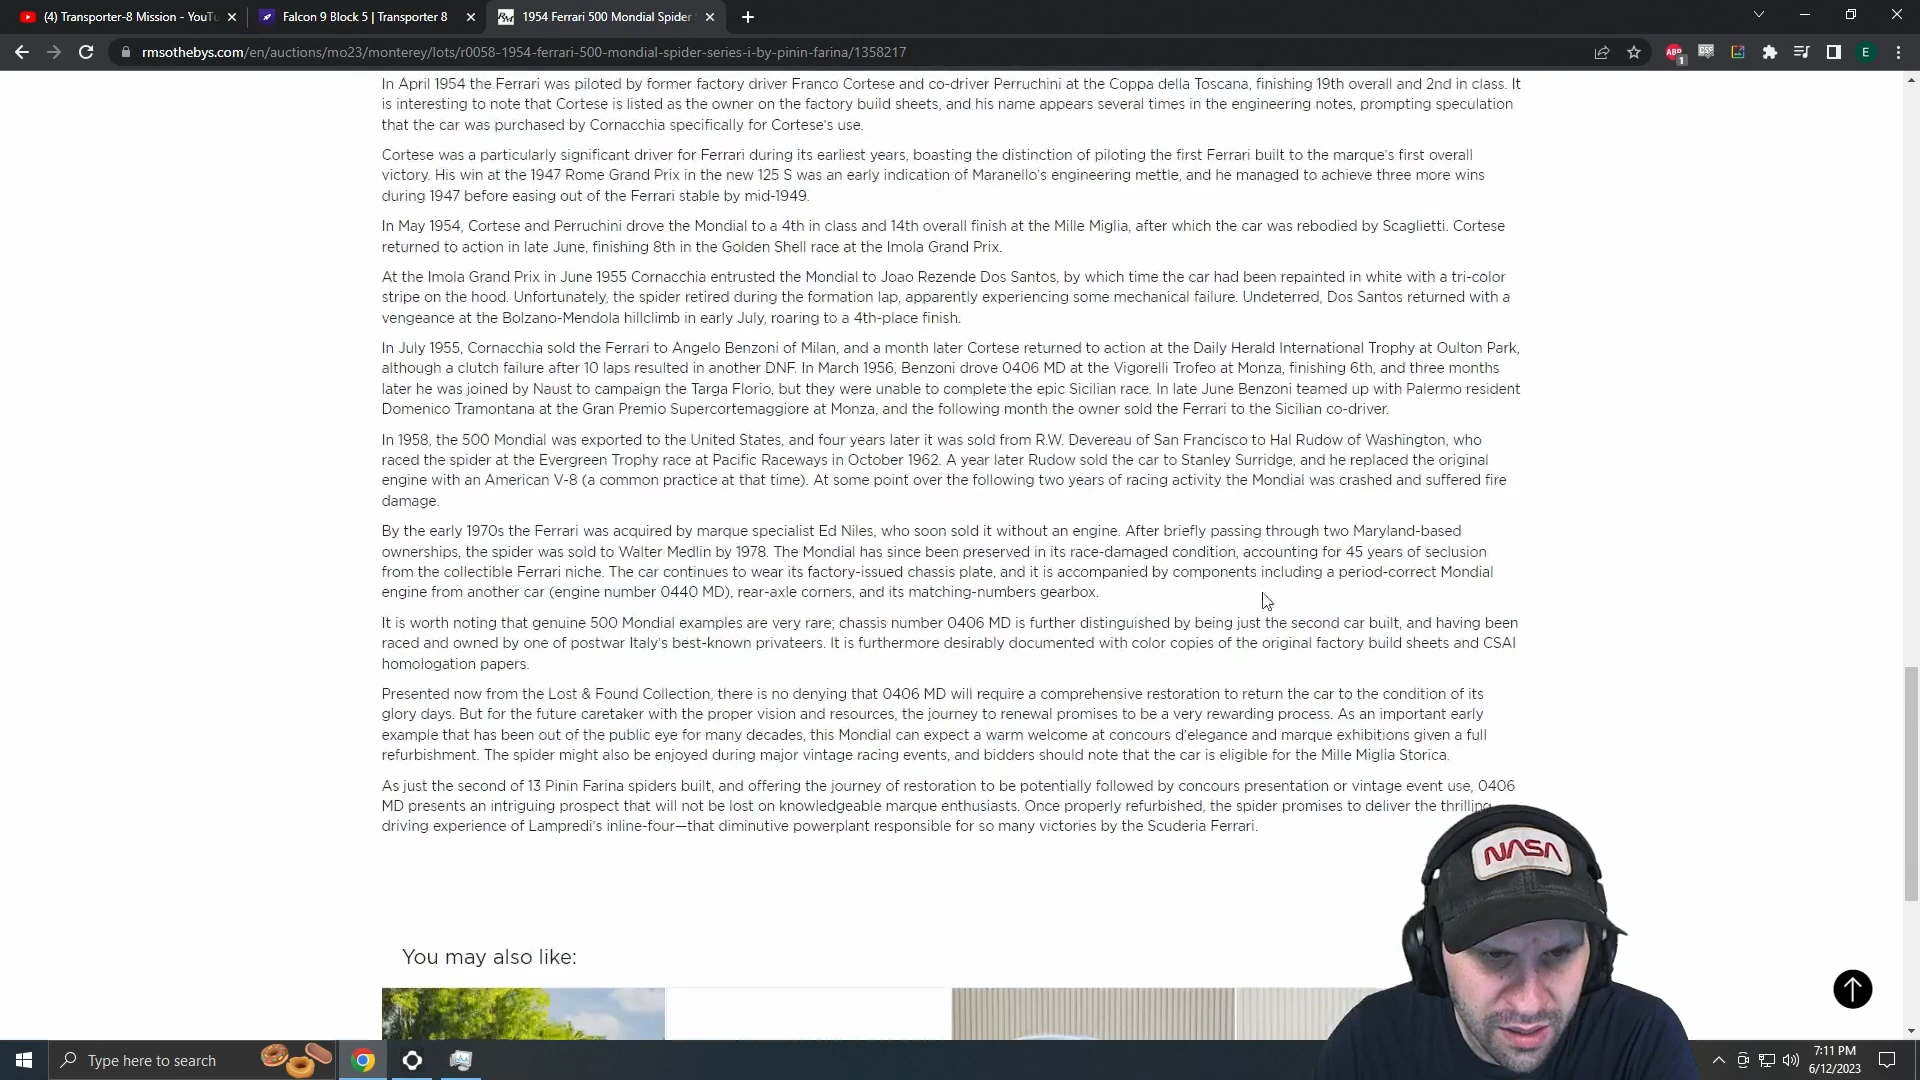 (4) Transporter-8 Mission - YouTu
Falcon 9 Block 5 | Transporter 8
RM
1954 Ferrari 500 Mondial Spider
rmsothebys.com/en/auctions/mo23/monterey/lots/r0058-1954-ferrari-500-mondial-spider-series-i-by-pinin-farina/1358217
ABP
1
E
In April 1954 the Ferrari was piloted by former factory driver Franco Cortese and co-driver Perruchini at the Coppa della Toscana, finishing 19th overall and 2nd in class. It
is interesting to note that Cortese is listed as the owner on the factory build sheets, and his name appears several times in the engineering notes, prompting speculation
that the car was purchased by Cornacchia specifically for Cortese's use.
Cortese was a particularly significant driver for Ferrari during its earliest years, boasting the distinction of piloting the first Ferrari built to the marque's first overall
victory. His win at the 1947 Rome Grand Prix in the new 125 S was an early indication of Maranello's engineering mettle, and he managed to achieve three more wins
during 1947 before easing out of the Ferrari stable by mid-1949.
In May 1954, Cortese and Perruchini drove the Mondial to a 4th in class and 14th overall finish at the Mille Miglia, after which the car was rebodied by Scaglietti. Cortese
returned to action in late June, finishing 8th in the Golden Shell race at the Imola Grand Prix.
At the Imola Grand Prix in June 1955 Cornacchia entrusted the Mondial to Joao Rezende Dos Santos, by which time the car had been repainted in white with a tri-color
stripe on the hood. Unfortunately, the spider retired during the formation lap, apparently experiencing some mechanical failure. Undeterred, Dos Santos returned with a
vengeance at the Bolzano-Mendola hillclimb in early July, roaring to a 4th-place finish.
In July 1955, Cornacchia sold the Ferrari to Angelo Benzoni of Milan, and a month later Cortese returned to action at the Daily Herald International Trophy at Oulton Park,
although a clutch failure after 10 laps resulted in another DNF. In March 1956, Benzoni drove 0406 MD at the Vigorelli Trofeo at Monza, finishing 6th, and three months
later he was joined by Naust to campaign the Targa Florio, but they were unable to complete the epic Sicilian race. In late June Benzoni teamed up with Palermo resident
Domenico Tramontana at the Gran Premio Supercortemaggiore at Monza, and the following month the owner sold the Ferrari to the Sicilian co-driver.
In 1958, the 500 Mondial was exported to the United States, and four years later it was sold from R.W. Devereau of San Francisco to Hal Rudow of Washington, who
raced the spider at the Evergreen Trophy race at Pacific Raceways in October 1962. A year later Rudow sold the car to Stanley Surridge, and he replaced the original
engine with an American V-8 (a common practice at that time). At some point over the following two years of racing activity the Mondial was crashed and suffered fire
damage.
By the early 1970s the Ferrari was acquired by marque specialist Ed Niles, who soon sold it without an engine. After briefly passing through two Maryland-based
ownerships, the spider was sold to Walter Medlin by 1978. The Mondial has since been preserved in its race-damaged condition, accounting for 45 years of seclusion
from the collectible Ferrari niche. The car continues to wear its factory-issued chassis plate, and it is accompanied by components including a period-correct Mondial
engine from another car (engine number 0440 MD), rear-axle corners, and its matching-numbers gearbox.
It is worth noting that genuine 500 Mondial examples are very rare; chassis number 0406 MD is further distinguished by being just the second car built, and having been
raced and owned by one of postwar Italy's best-known privateers. It is furthermore desirably documented with color copies of the original factory build sheets and CSAI
homologation papers.
Presented now from the Lost & Found Collection, there is no denying that 0406 MD will require a comprehensive restoration to return the car to the condition of its
glory days. But for the future caretaker with the proper vision and resources, the journey to renewal promises to be a very rewarding process. As an important early
example that has been out of the public eye for many decades, this Mondial can expect a warm welcome at concours d'elegance and marque exhibitions given a full
refurbishment. The spider might also be enjoyed during major vintage racing events, and bidders should note that the car is eligible for the Mille Miglia Storica.
As just the second of 13 Pinin Farina spiders built, and offering the journey of restoration to be potentially followed by concours presentation or vintage event use, 0406
MD presents an intriguing prospect that will not be lost on knowledgeable marque enthusiasts. Once properly refurbished, the spider promises to deliver the thrilling
driving experience of Lampredi's inline-four—that diminutive powerplant responsible for so many victories by the Scuderia Ferrari.
NASA
You may also like:
Type here to search
7:11 PM
6/12/2023